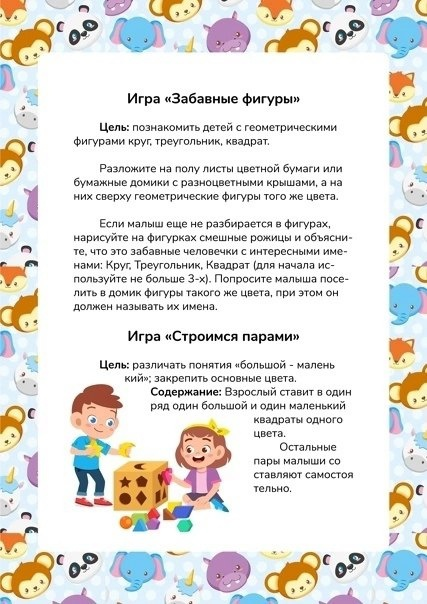 Игра «Забавные фигуры»
Цель: познакомить детей с геометрическими
фигурами круг, треугольник, квадрат.
Разложите на полу листы цветной бумаги или
бумажные домики с разноцветными крышами, а на
них сверху геометрические фигуры того же цвета.
Если малыш еще не разбирается в фигурах,
нарисуйте на фигурках смешные рожицы и объясни-
те, что это забавные человечки с интересными име-
нами: Круг, Треугольник, Квадрат (для начала ис-
пользуйте не больше 3-х). Попросите малыша посе-
лить в домик фигуры такого же цвета, при этом он
должен называть их имена.
Игра «Строимся парами»
Цель: различать понятия «большой - малень
кий»; закрепить основные цвета.
Содержание: Взрослый ставит в один
ряд один большой и один маленький
квадраты одного
цвета.
Остальные
пары малыши со
ставляют самостоя
тельно.